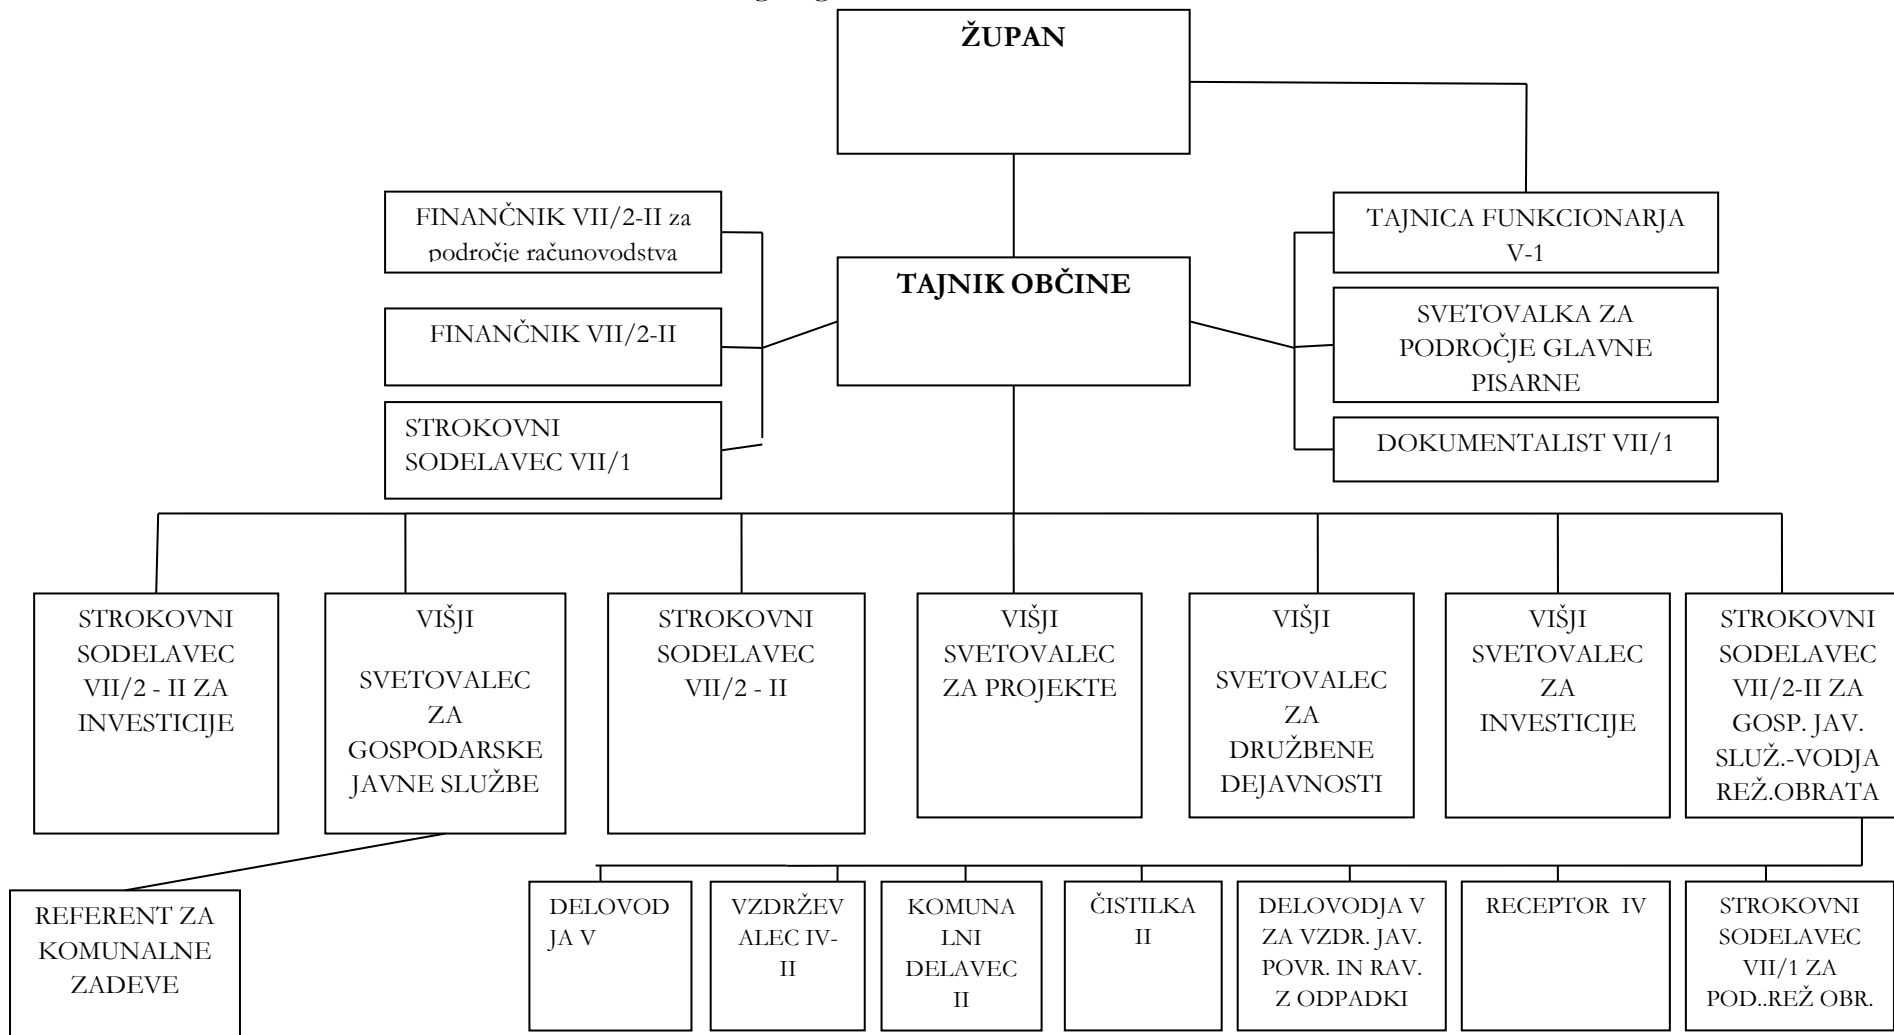 ŽUPAN
FINANČNIK VII/2-II za
področje računovodstva
TAJNICA FUNKCIONARJA
V-1
TAJNIK OBČINE
FINANČNIK VII/2-II
SVETOVALKA ZA
PODROČJE GLAVNE
PISARNE
STROKOVNI
SODELAVEC VII/1
DOKUMENTALIST VII/1
STROKOVNI
SODELAVEC
VII/2 - II ZA
INVESTICIJE
VIŠJI
SVETOVALEC
ZA
GOSPODARSKE
JAVNE SLUŽBE
STROKOVNI
SODELAVEC
VII/2 - II
VIŠJI
SVETOVALEC
ZA PROJEKTE
VIŠJI
SVETOVALEC
ZA
DRUŽBENE
DEJAVNOSTI
VIŠJI
SVETOVALEC
ZA
INVESTICIJE
STROKOVNI
SODELAVEC
VII/2-II ZA
GOSP. JAV.
SLUŽ.-VODJA
REŽ.OBRATA
REFERENT ZA
KOMUNALNE
ZADEVE
DELOVOD
JA V
VZDRŽEV
ALEC IV-
II
KOMUNA
LNI
DELAVEC
II
ČISTILKA
II
DELOVODJA V
ZA VZDR. JAV.
POVR. IN RAV.
Z ODPADKI
RECEPTOR IV
STROKOVNI
SODELAVEC
VII/1 ZA
POD..REŽ OBR.